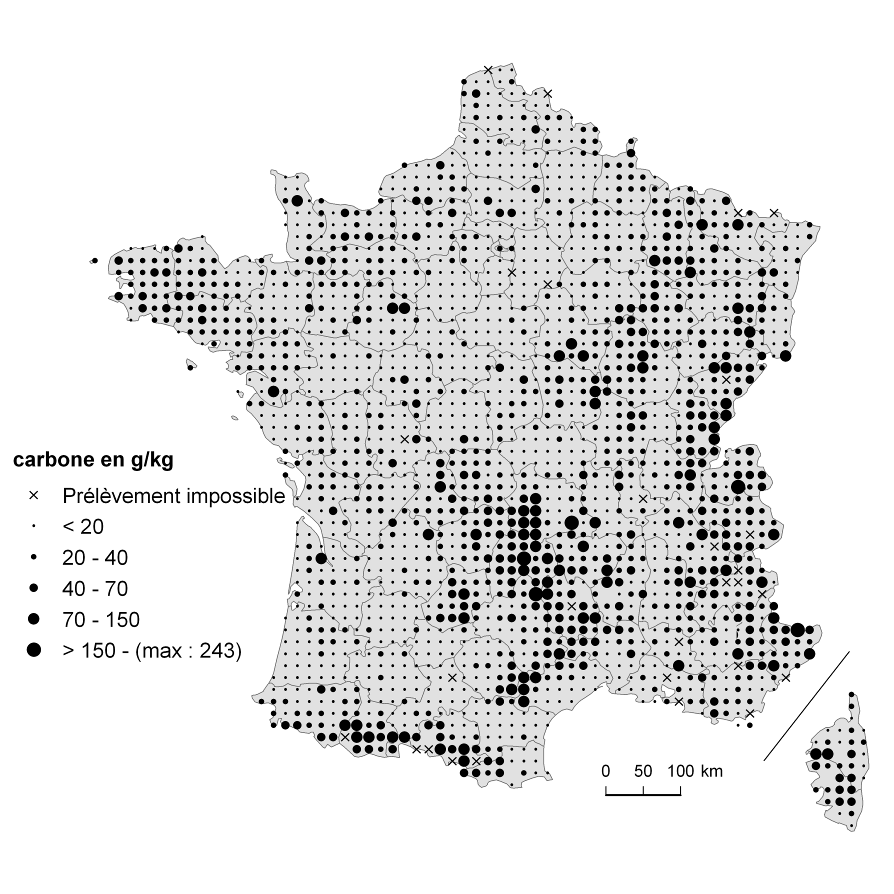 carbone en g/kg
× Prélèvement impossible
< 20
20 - 40
40 - 70
70 - 150
> 150 - (max : 243)
0 50 100 km